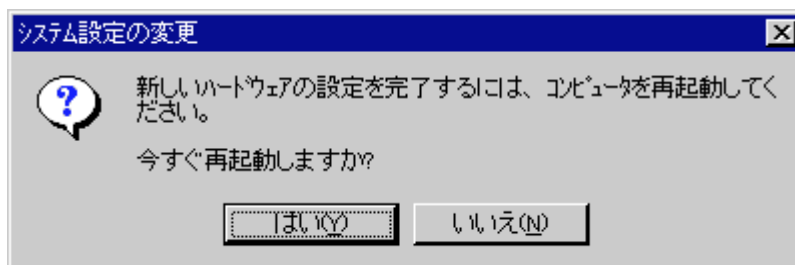 ｼｽﾃﾑ設定の変更
新しいﾊｰﾄﾞｳｪｱの設定を完了するには、ｺﾝﾋﾟｭｰﾀを再起動してく
ださい。
今すぐ再起動しますか?
はい(Y)
いいえ(N)